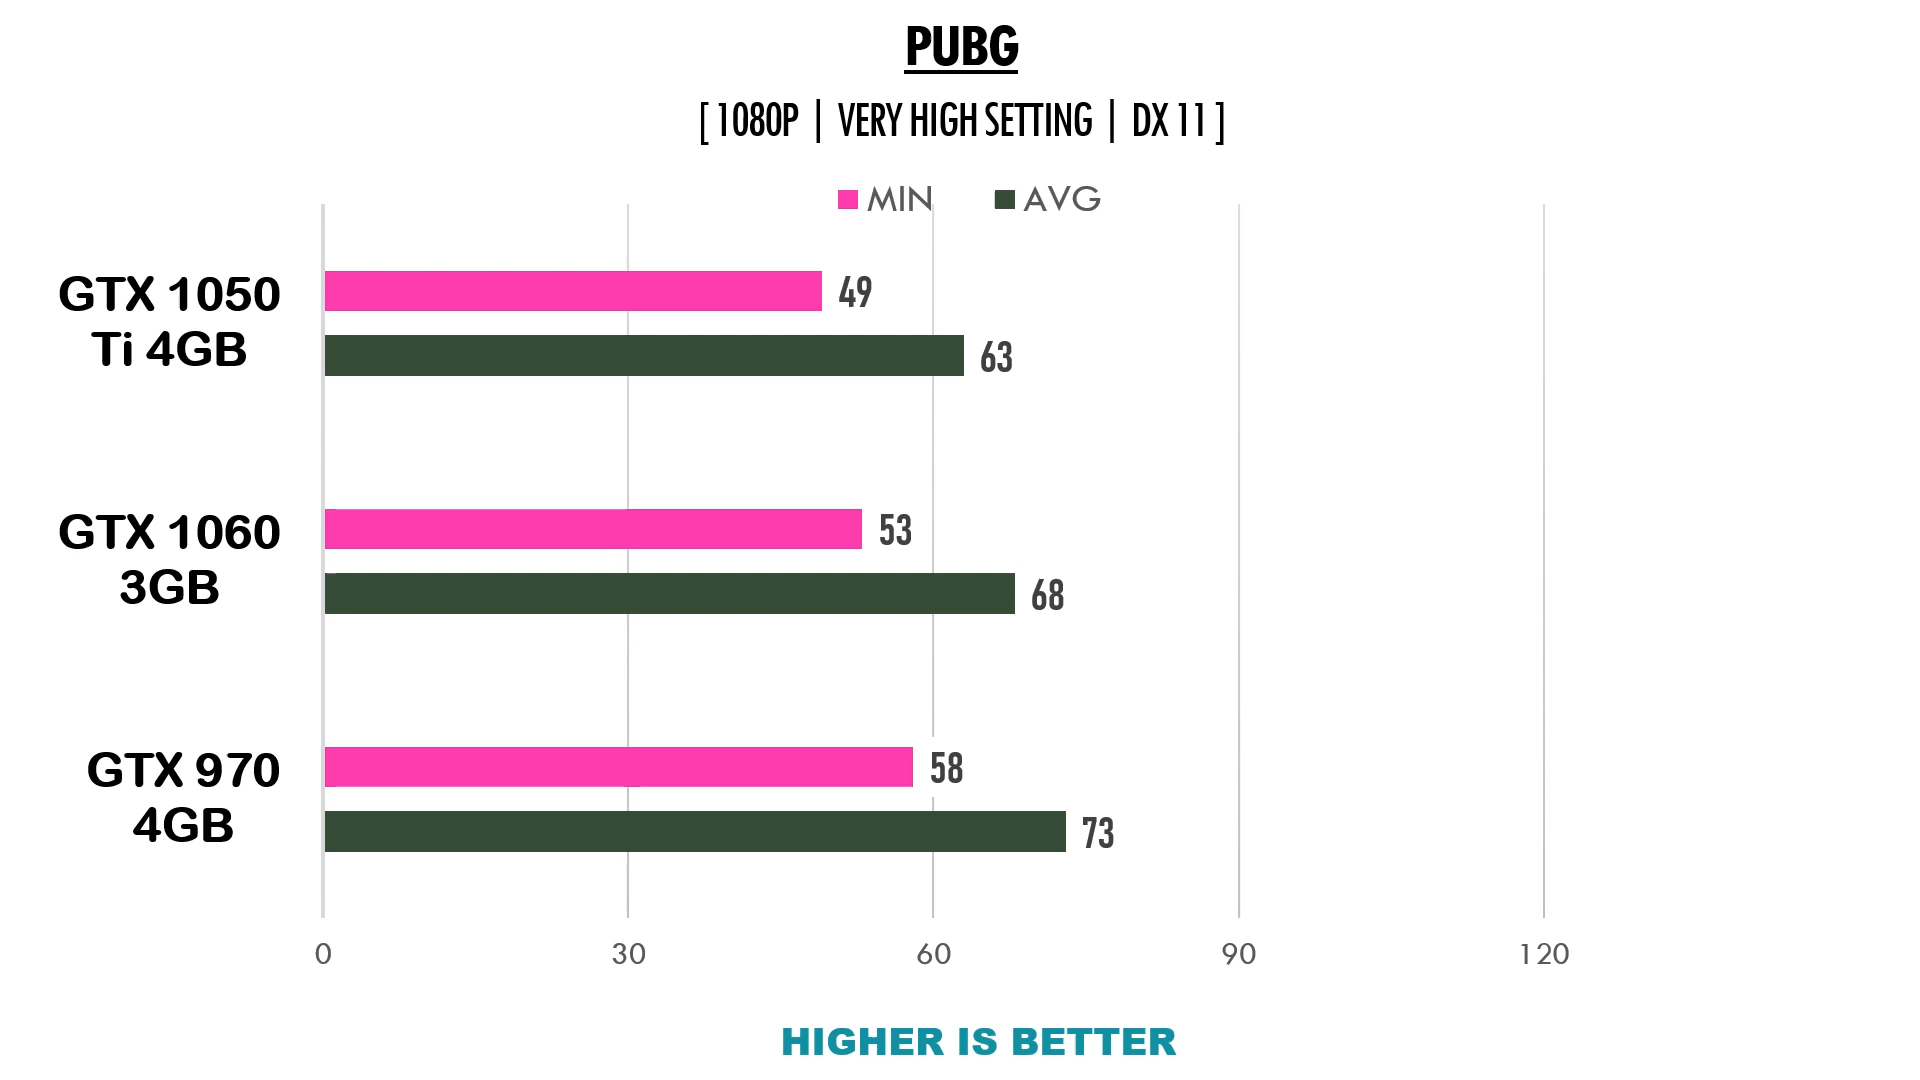 PUBG
[ 1080P | VERY HIGH SETTING | DX 11 ]
MIN AVG
GTX 1050
Ti 4GB
49
63
GTX 1060
3GB
53
68
GTX 970
4GB
58
73
0 30 60 90 120
HIGHER IS BETTER